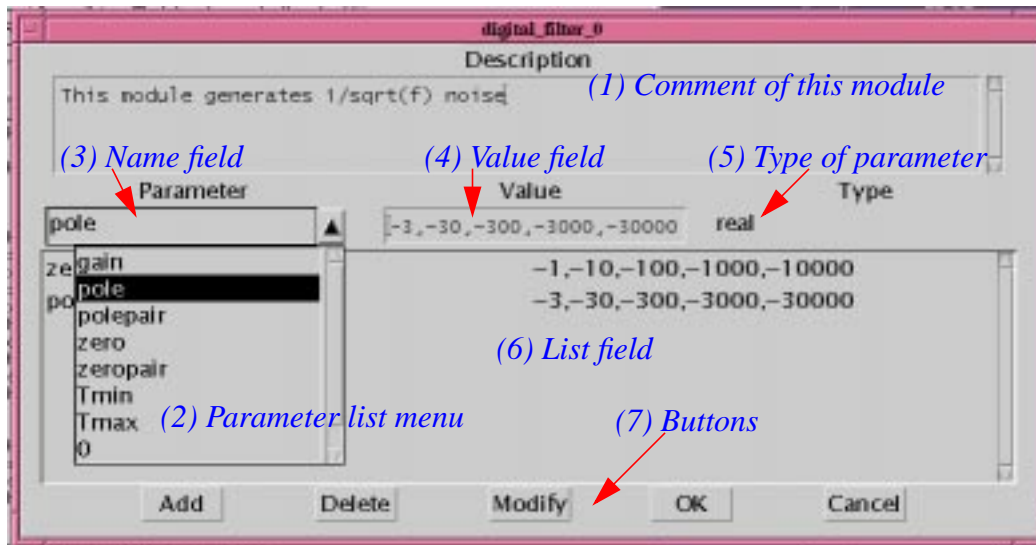 digital_filter_0
Description
(1) Comment of this module
This module generates 1/sqrt(f) noise
(3) Name field
(4) Value field
(5) Type of parameter
Parameter
Value
Type
pole
-3,-30,-300,-3000,-30000
real
ze
-1,-10,-100,-1000,-10000
po
-3,-30,-300,-3000,-30000
gain
pole
polepair
zero
zeropair
Tmin
Tmax
0
(6) List field
(2) Parameter list menu
(7) Buttons
Add
Delete
Modify
OK
Cancel